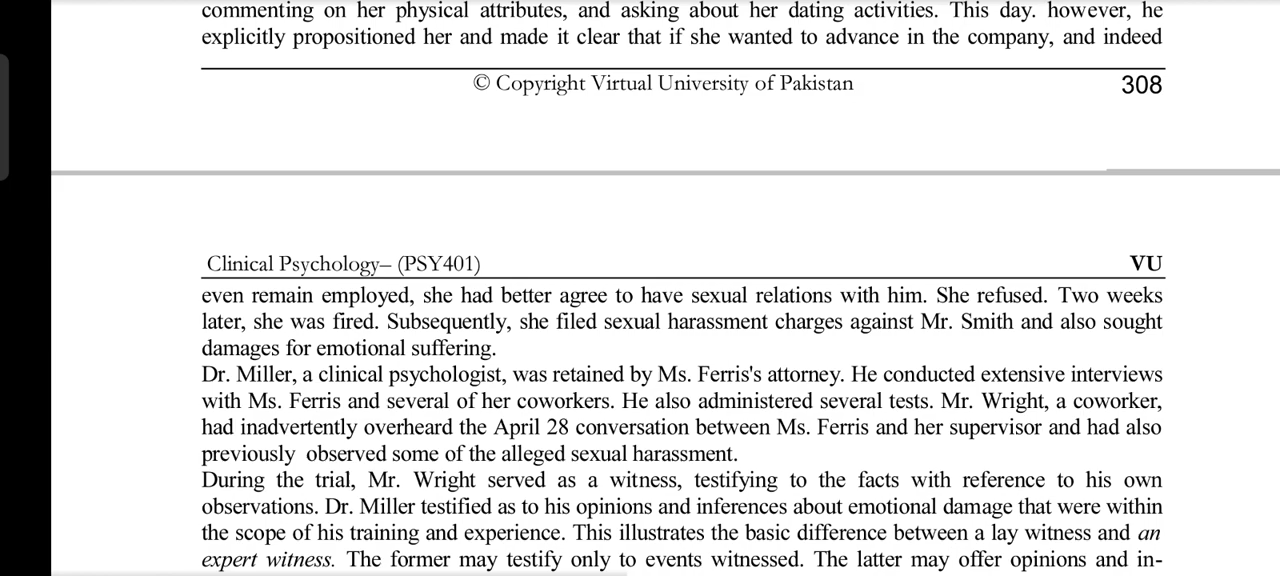 commenting on her physical attributes, and asking about her dating activities. This day. however, he
explicitly propositioned her and made it clear that if she wanted to advance in the company, and indeed
© Copyright Virtual University of Pakistan 308
Clinical Psychology– (PSY401) VU
even remain employed, she had better agree to have sexual relations with him. She refused. Two weeks
later, she was fired. Subsequently, she filed sexual harassment charges against Mr. Smith and also sought
damages for emotional suffering.
Dr. Miller, a clinical psychologist, was retained by Ms. Ferris's attorney. He conducted extensive interviews
with Ms. Ferris and several of her coworkers. He also administered several tests. Mr. Wright, a coworker,
had inadvertently overheard the April 28 conversation between Ms. Ferris and her supervisor and had also
previously observed some of the alleged sexual harassment.
During the trial, Mr. Wright served as a witness, testifying to the facts with reference to his own
observations. Dr. Miller testified as to his opinions and inferences about emotional damage that were within
the scope of his training and experience. This illustrates the basic difference between a lay witness and an
expert witness. The former may testify only to events witnessed. The latter may offer opinions and in-